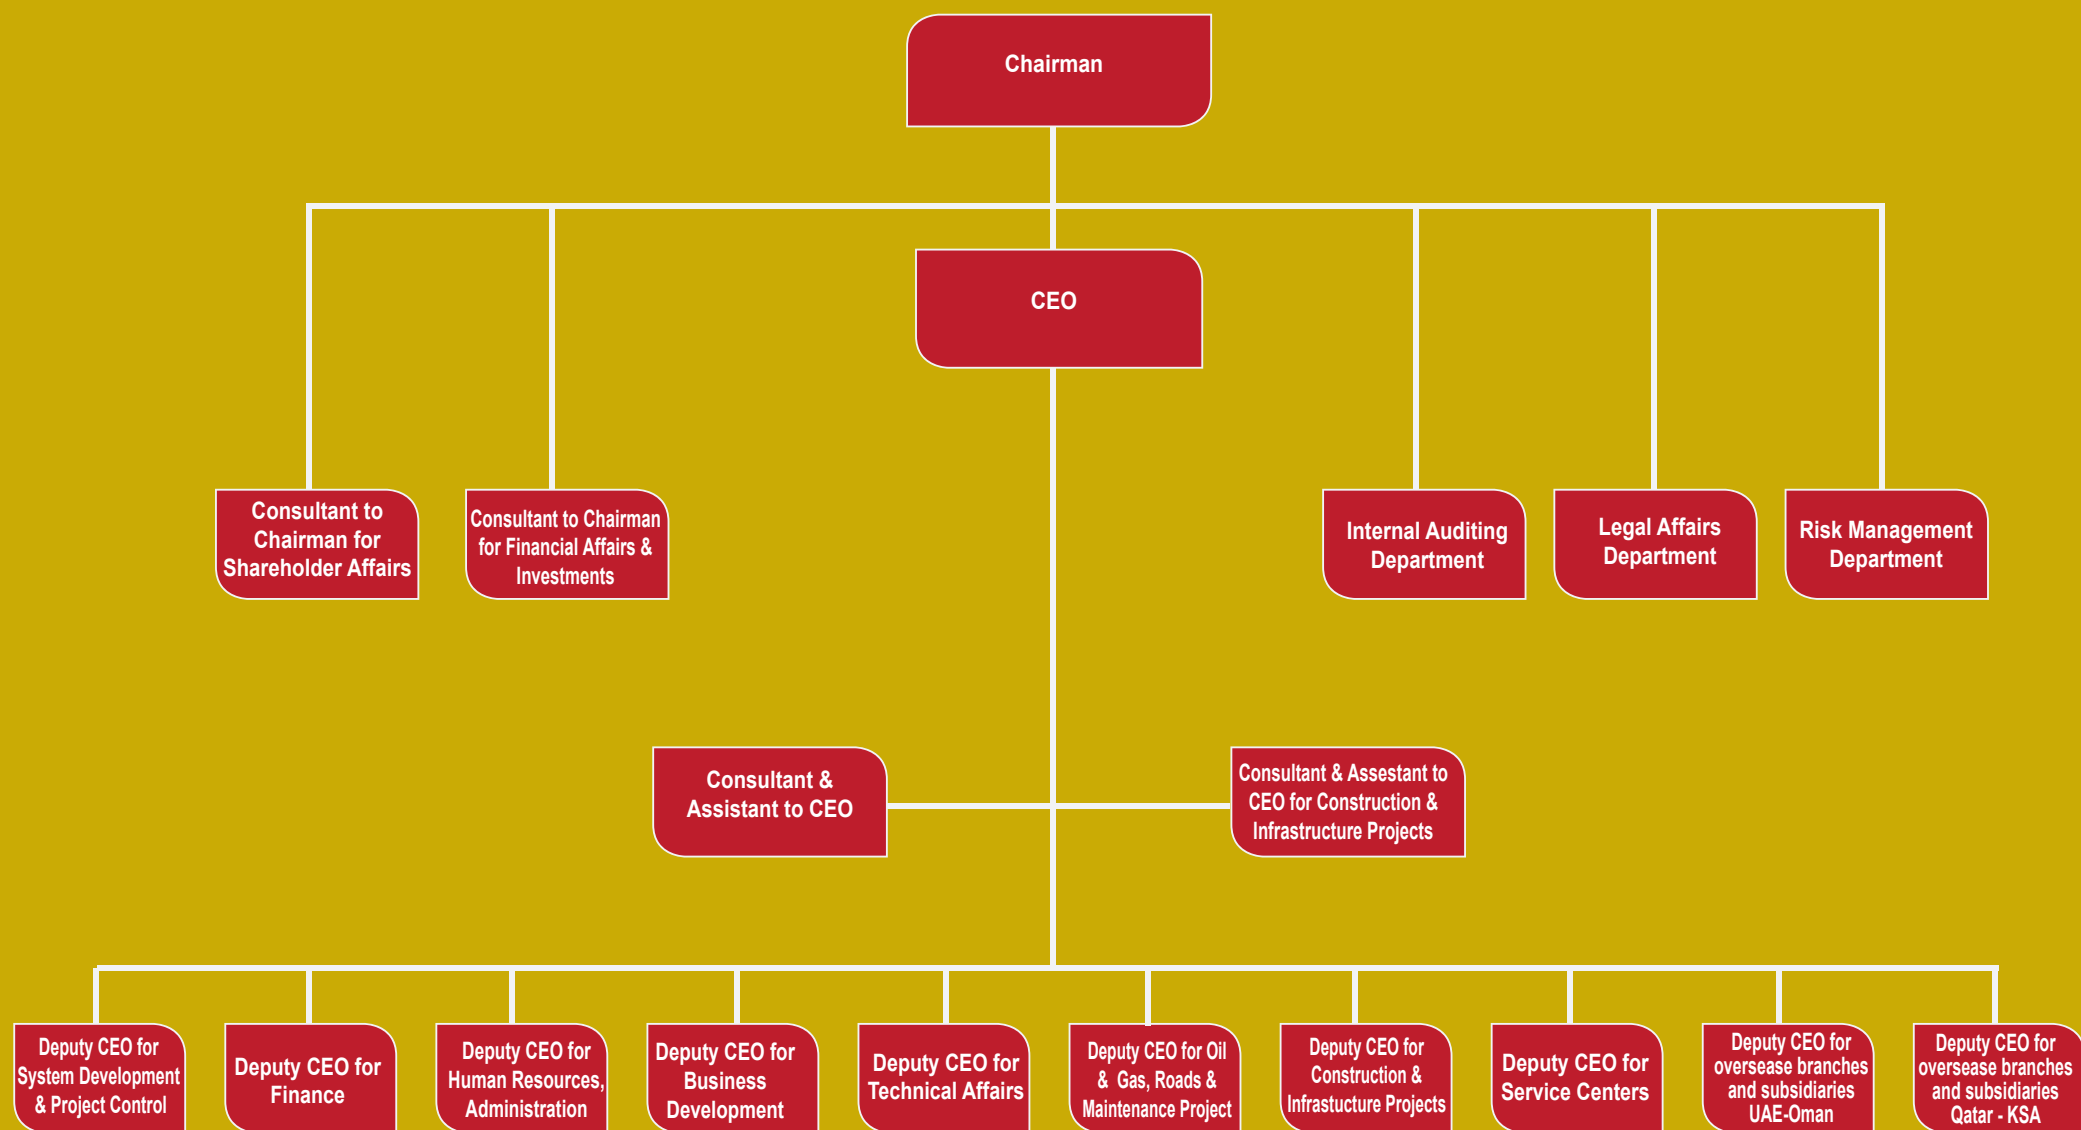 Chairman
CEO
Consultant to
Chairman for
Shareholder Affairs
Consultant to Chairman
for Financial Affairs &
Investments
Internal Auditing
Department
Legal Affairs
Department
Risk Management
Department
Consultant &
Assistant to CEO
Consultant & Assestant to
CEO for Construction &
Infrastructure Projects
Deputy CEO for
System Development
& Project Control
Deputy CEO for
Finance
Deputy CEO for
Human Resources,
Administration
Deputy CEO for
Business
Development
Deputy CEO for
Technical Affairs
Deputy CEO for Oil
& Gas, Roads &
Maintenance Project
Deputy CEO for
Construction &
Infrastucture Projects
Deputy CEO for
Service Centers
Deputy CEO for
oversease branches
and subsidiaries
UAE-Oman
Deputy CEO for
oversease branches
and subsidiaries
Qatar - KSA